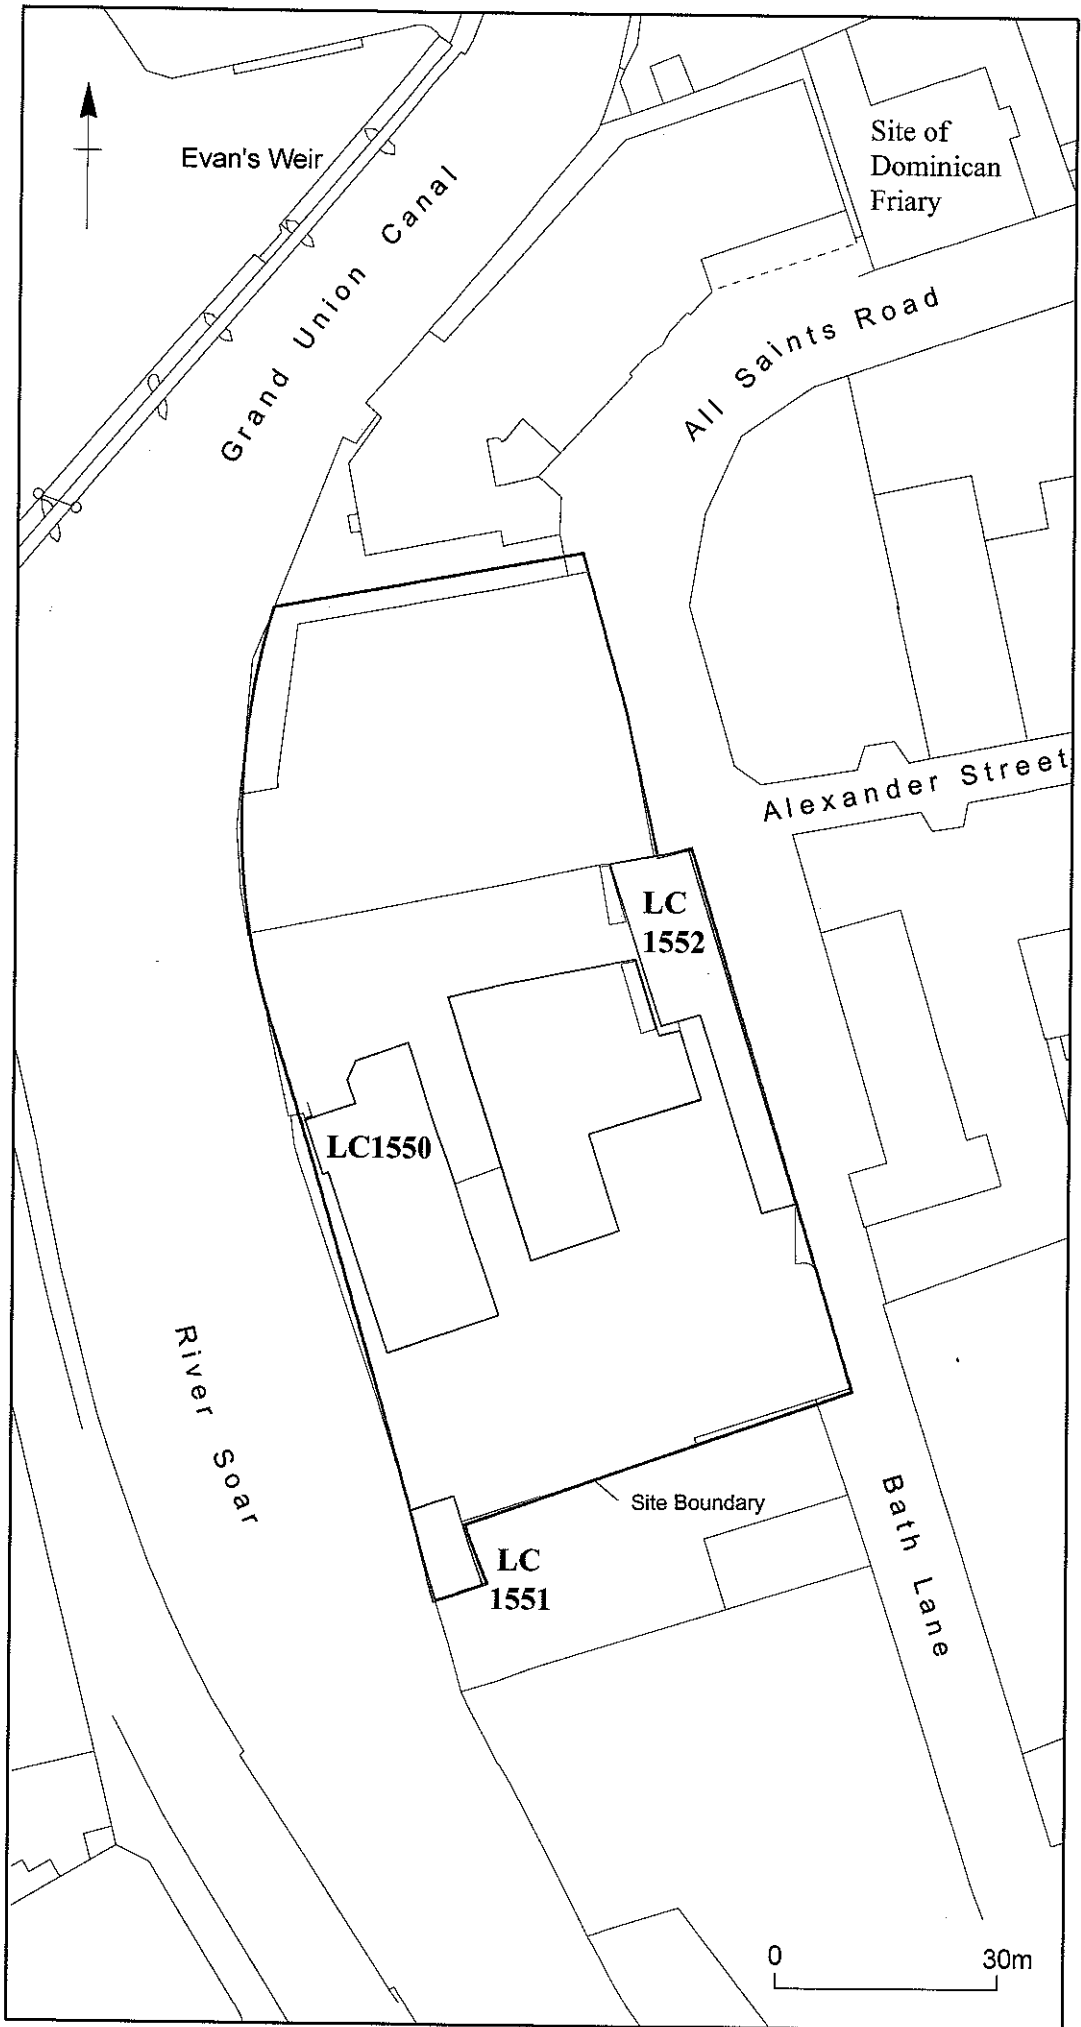 Evan's Weir
Site of
Dominican
Friary
Grand Union Canal
All Saints Road
Alexander Street
LC
1552
LC1550
River Soar
Site Boundary
Bath Lane
LC
1551
0 30m